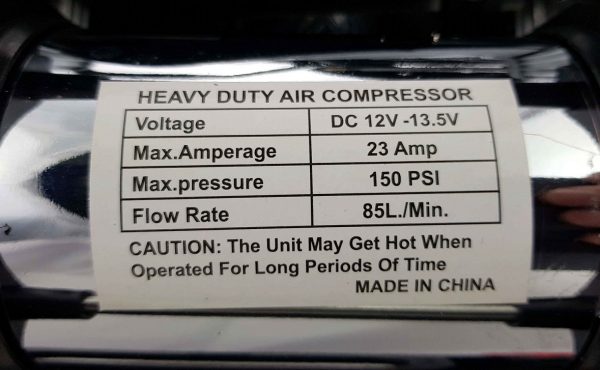 HEAVY DUTY AIR COMPRESSOR
Voltage DC 12V -13.5V
Max.Amperage 23 Amp
Max.pressure 150 PSI
Flow Rate 85L./Min.
CAUTION: The Unit May Get Hot When
Operated For Long Periods Of Time
MADE IN CHINA